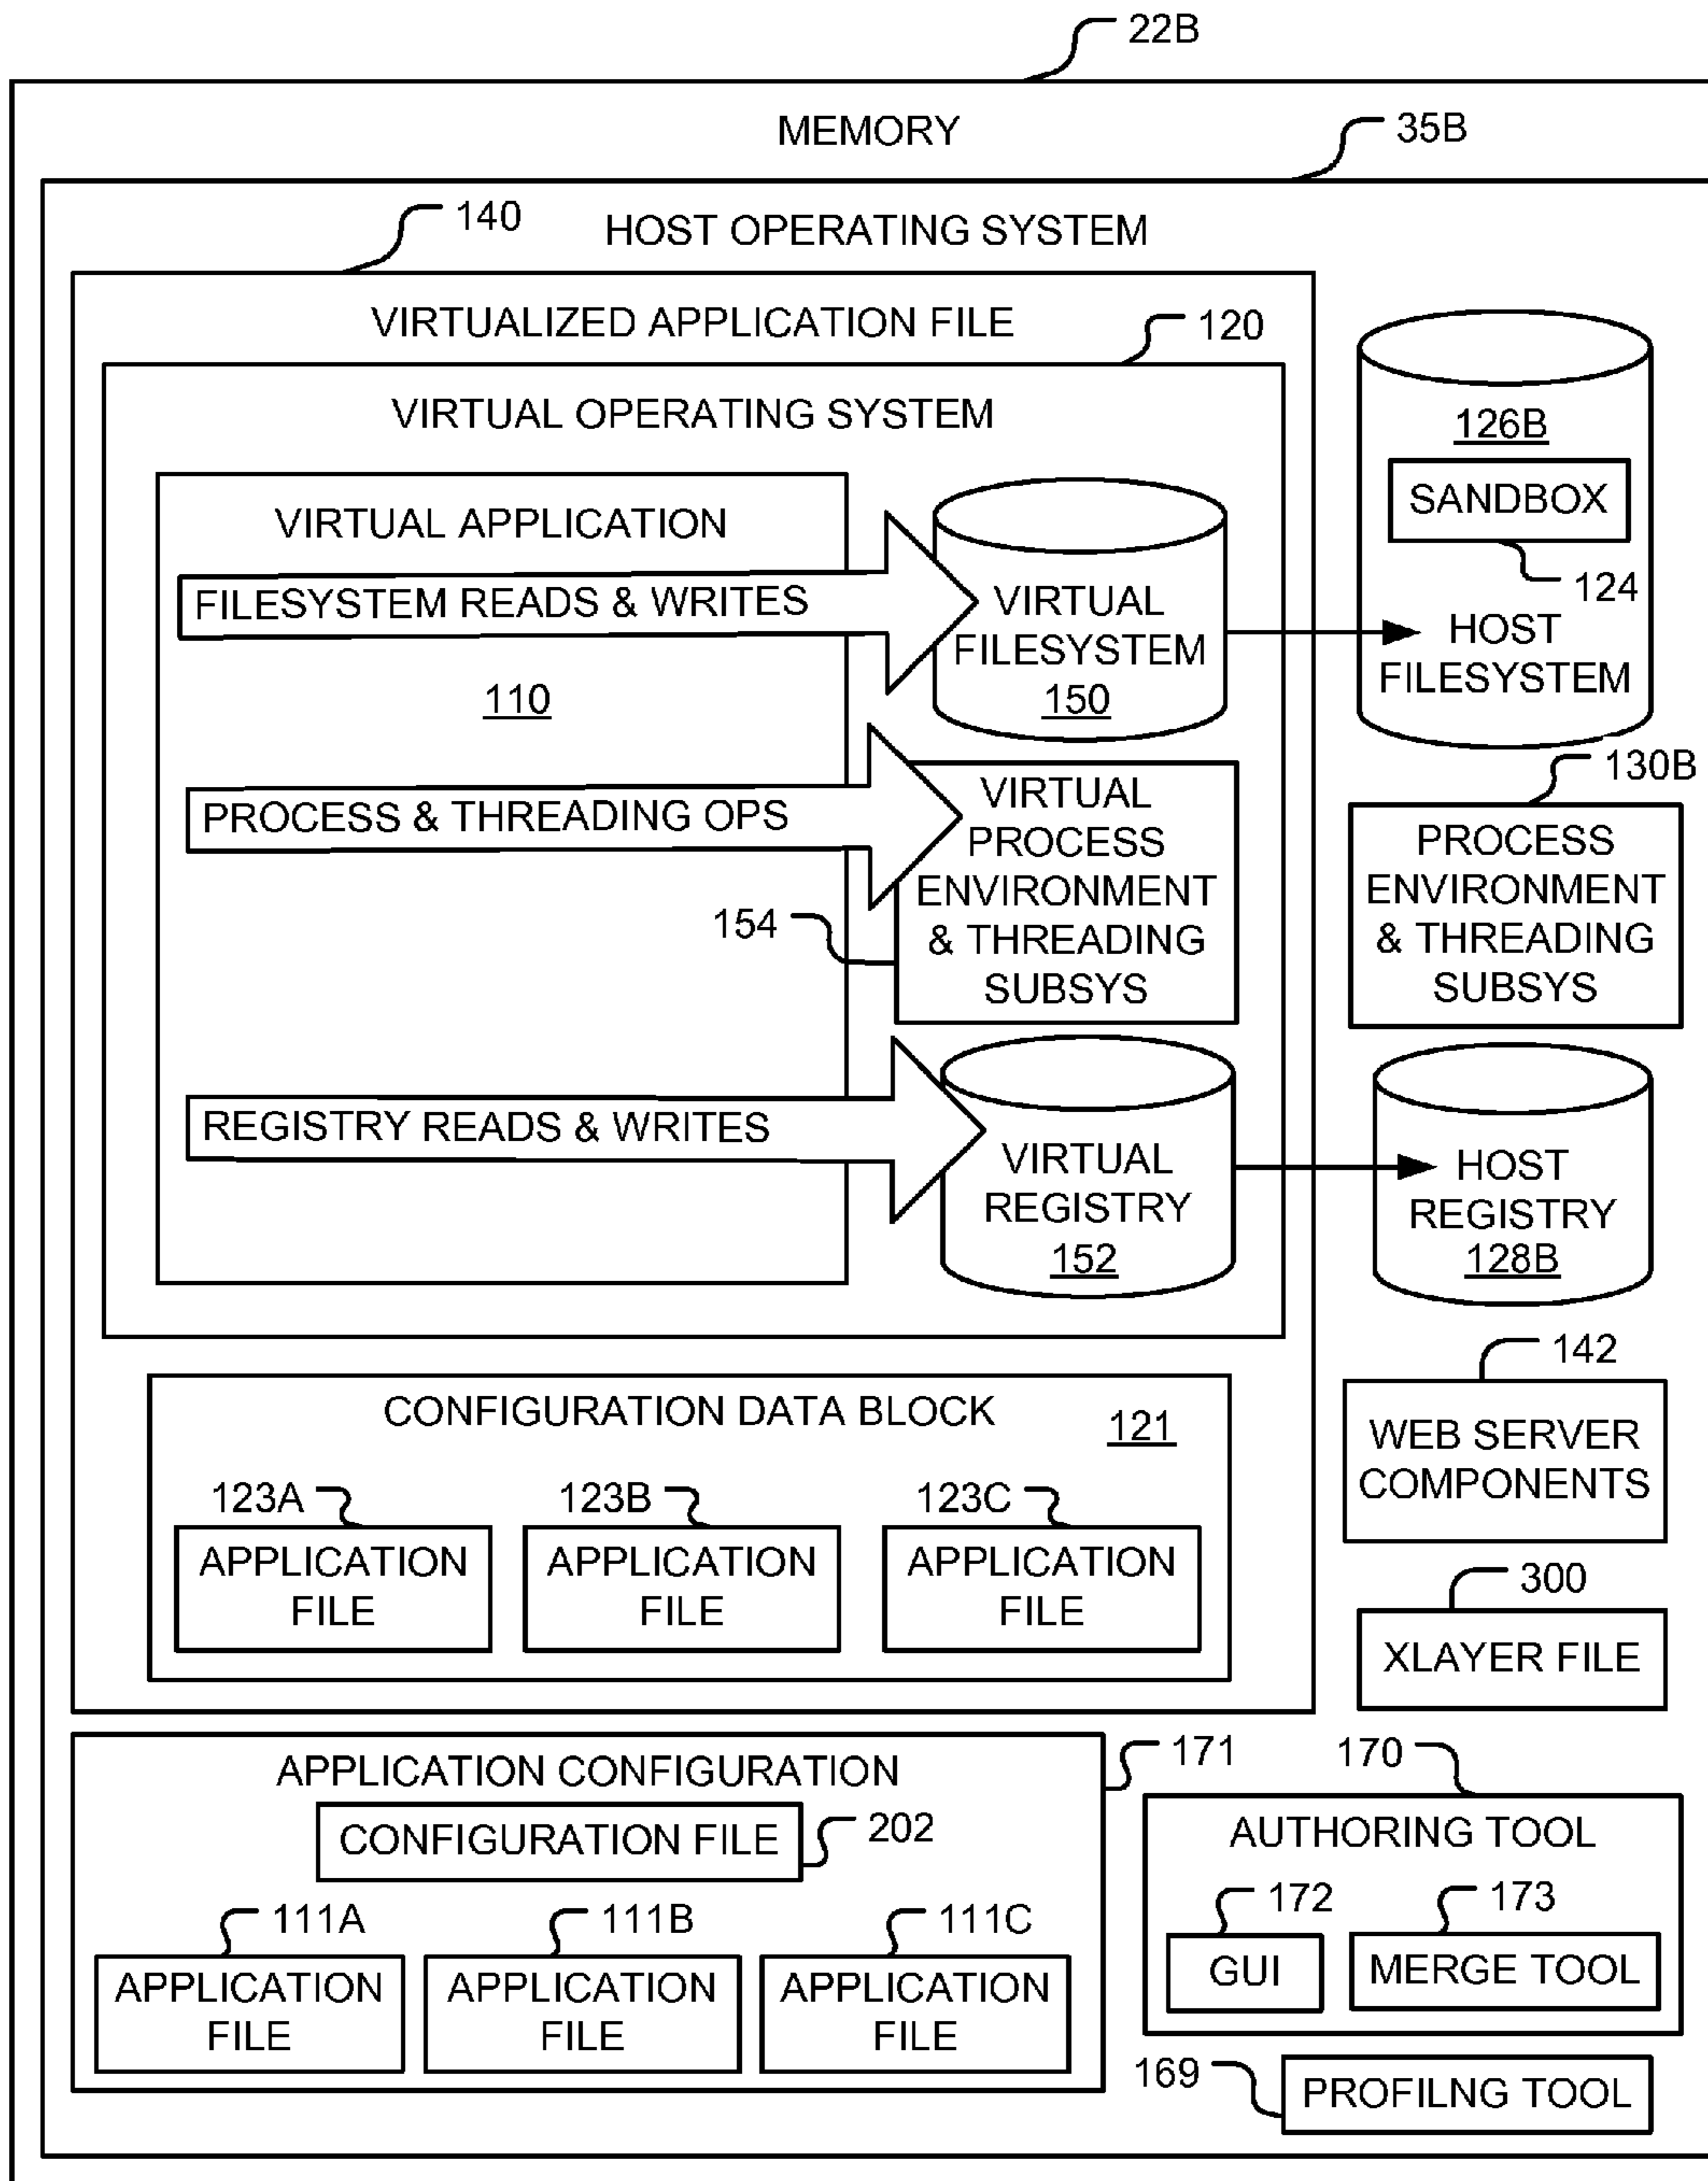 22B
MEMORY
35B
HOST OPERATING SYSTEM
140
VIRTUALIZED APPLICATION FILE
120
VIRTUAL OPERATING SYSTEM
VIRTUAL APPLICATION
FILESYSTEM READS & WRITES
110
PROCESS & THREADING OPS
154
REGISTRY READS & WRITES
VIRTUAL
FILESYSTEM
150
VIRTUAL
PROCESS
ENVIRONMENT
& THREADING
SUBSYS
VIRTUAL
REGISTRY
152
126B
SANDBOX
124
HOST
FILESYSTEM
130B
PROCESS
ENVIRONMENT
& THREADING
SUBSYS
HOST
REGISTRY
128B
142
WEB SERVER
COMPONENTS
300
XLAYER FILE
CONFIGURATION DATA BLOCK
121
123A
APPLICATION
FILE
123B
APPLICATION
FILE
123C
APPLICATION
FILE
171
APPLICATION CONFIGURATION
CONFIGURATION FILE
202
111A
APPLICATION
FILE
111B
APPLICATION
FILE
111C
APPLICATION
FILE
170
AUTHORING TOOL
172
GUI
173
MERGE TOOL
169
PROFILNG TOOL